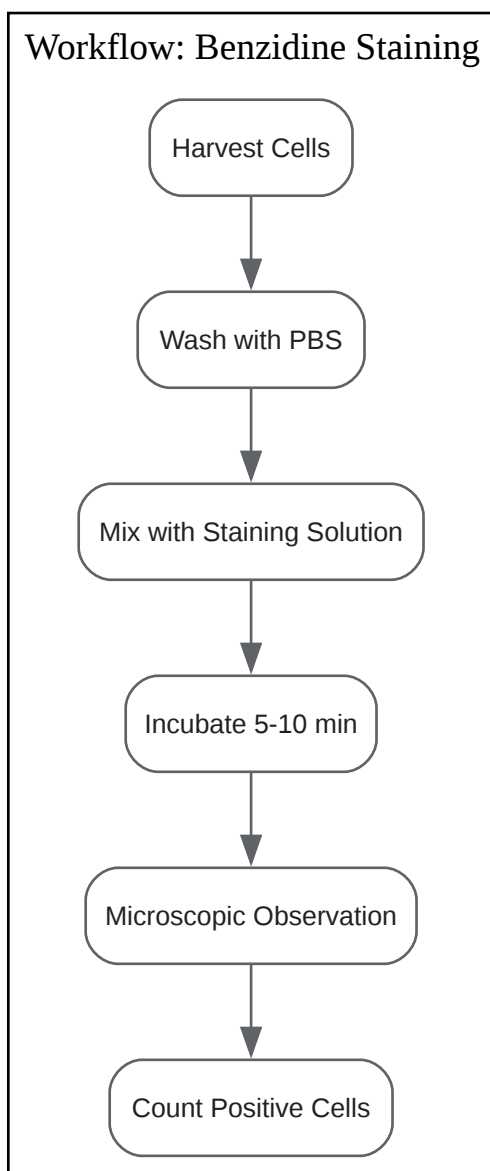 Workflow: Benzidine Staining
Harvest Cells
Wash with PBS
Mix with Staining Solution
Incubate 5-10 min
Microscopic Observation
Count Positive Cells